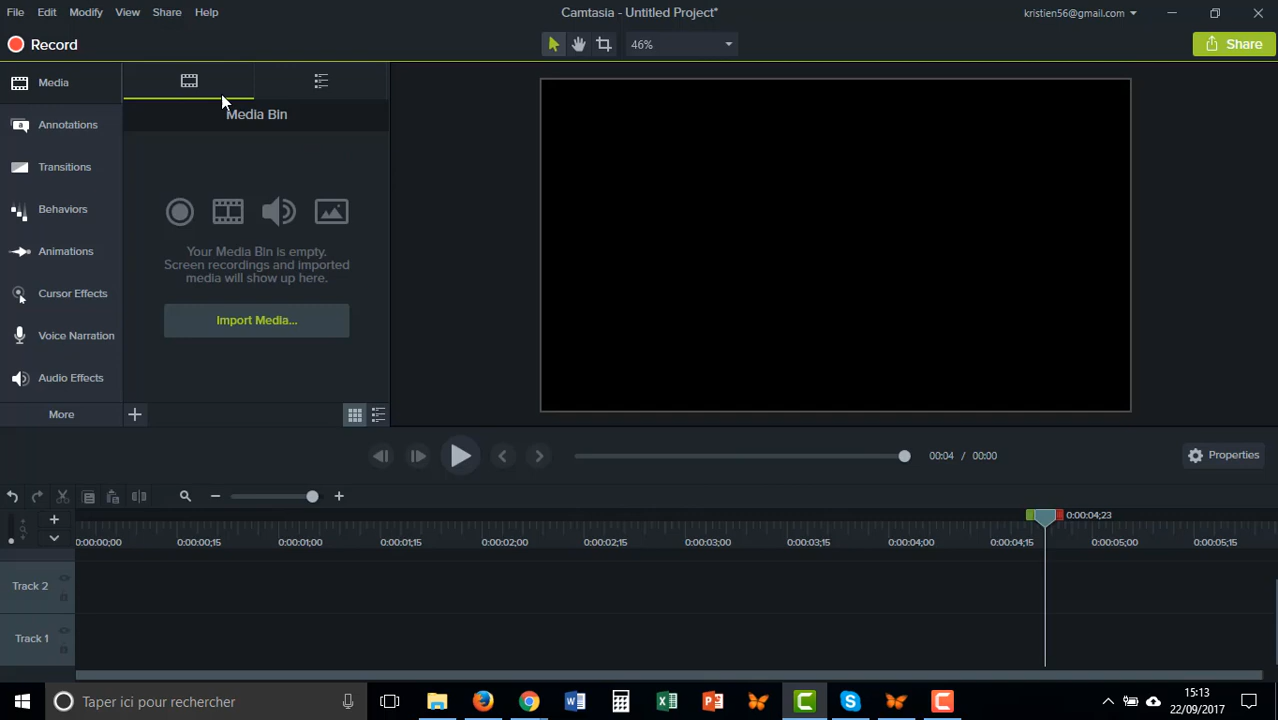 File Edit Modify View Share Help
Camtasia - Untitled Project*
kristien56@gmail.com
Record
46%
Share
Media
Annotations
Transitions
Behaviors
Animations
Cursor Effects
Voice Narration
Audio Effects
More
Media Bin
Your Media Bin is empty.
Screen recordings and imported
media will show up here.
Import Media...
00:04 / 00:00
Properties
0:00:04;23
0:00:00;00 0:00:00;15 0:00:01;00 0:00:01;15 0:00:02;00 0:00:02;15 0:00:03;00 0:00:03;15 0:00:04;00 0:00:04;15 0:00:05;00 0:00:05;15
Track 2
Track 1
Taper ici pour rechercher
15:13
22/09/2017